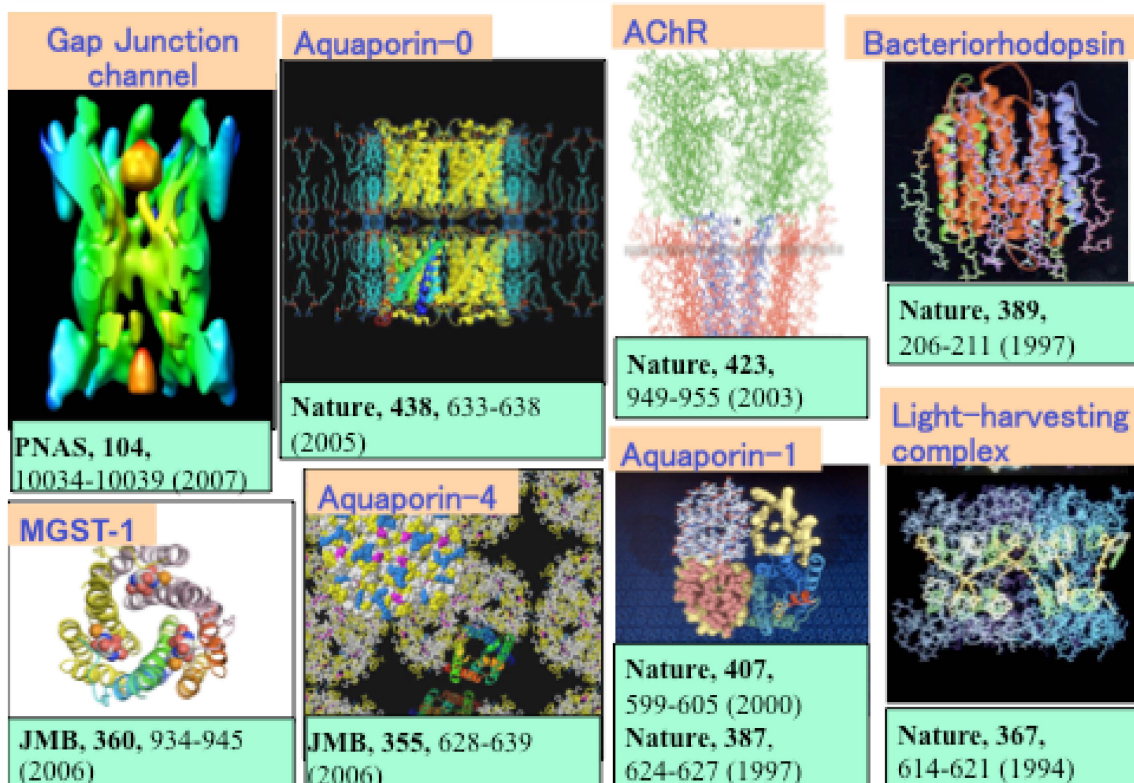 Gap Junction
channel
PNAS, 104,
10034-10039 (2007)
Aquaporin-0
Nature, 438, 633-638
(2005)
AChR
Nature, 423,
949-955 (2003)
Bacteriorhodopsin
Nature, 389,
206-211 (1997)
MGST-1
JMB, 360, 934-945
(2006)
Aquaporin-4
JMB, 355, 628-639
(2006)
Aquaporin-1
Nature, 407,
599-605 (2000)
Nature, 387,
624-627 (1997)
Light-harvesting
complex
Nature, 367,
614-621 (1994)